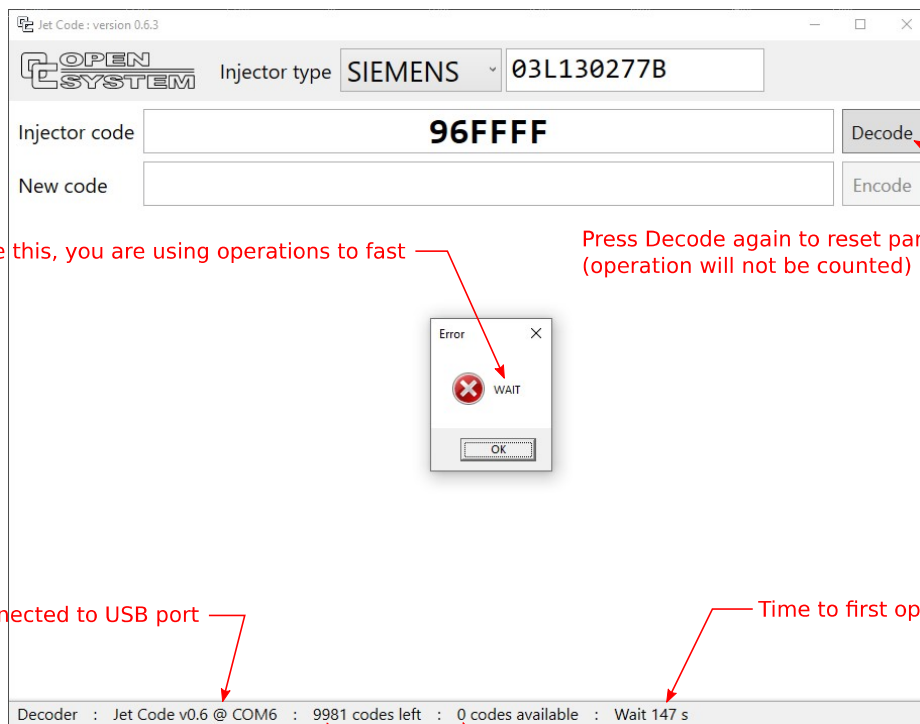 Jet Code : version 0.6.3
OPEN
SYSTEM
Injector type SIEMENS 03L130277B
Injector code 96FFFF Decode
New code Encode
this, you are using operations to fast
Press Decode again to reset
(operation will not be counted)
Error
WAIT
OK
to USB port
Time to first
Decoder : Jet Code v0.6 @ COM6 : 9981 codes left : 0 codes available : Wait 147 s